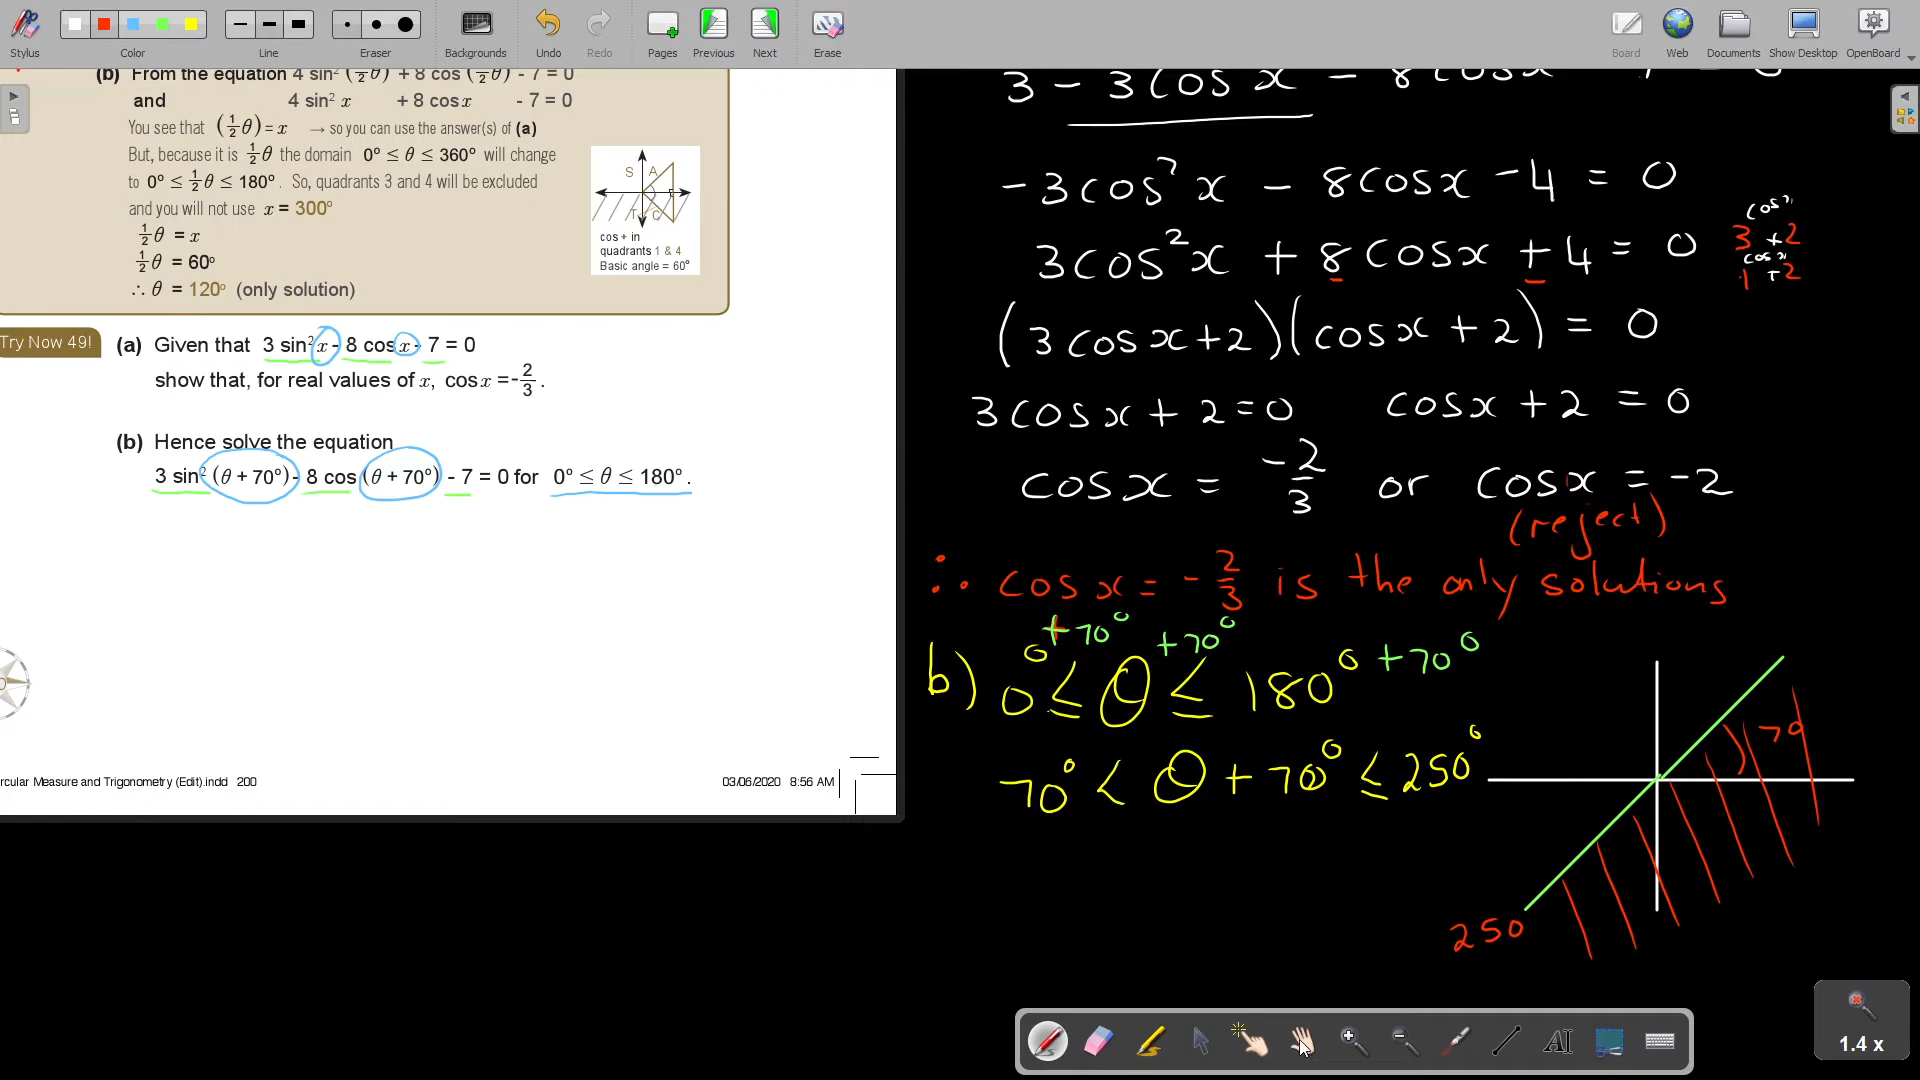 Stylus
Color
Line
Eraser
Backgrounds
Undo
Redo
Pages
Previous
Next
Erase
Board
Web
Documents
Show Desktop
OpenBoard
(b) From the equation 4 sin² (½θ) + 8 cos (½θ) - 7 = 0
and 4 sin² x + 8 cos x - 7 = 0
You see that (½θ) = x → so you can use the answer(s) of (a)
But, because it is ½θ the domain 0° ≤ θ ≤ 360° will change
to 0° ≤ ½θ ≤ 180°. So, quadrants 3 and 4 will be excluded
and you will not use x = 300°
½θ = x
½θ = 60°
∴ θ = 120° (only solution)
S A
T C
cos + in
quadrants 1 & 4
Basic angle = 60°
Try Now 49!
(a) Given that 3 sin² x - 8 cos x - 7 = 0
show that, for real values of x, cos x = -2/3 .
(b) Hence solve the equation
3 sin² (θ + 70°) - 8 cos (θ + 70°) - 7 = 0 for 0° ≤ θ ≤ 180° .
rcular Measure and Trigonometry (Edit).indd 200
03/06/2020 8:56 AM
-3cos²x - 8cosx - 4 = 0
3cos²x + 8cosx + 4 = 0
cosx
3 +2
cosx
1 +2
(3cosx+2)(cosx+2) = 0
3cosx + 2 = 0 cosx + 2 = 0
cosx = -2/3 or cosx = -2
(reject)
∴ cosx = -2/3 is the only solutions
+70° +70° +70°
b) 0° ≤ θ ≤ 180°
70° < θ + 70° ≤ 250°
70
250
1.4 x